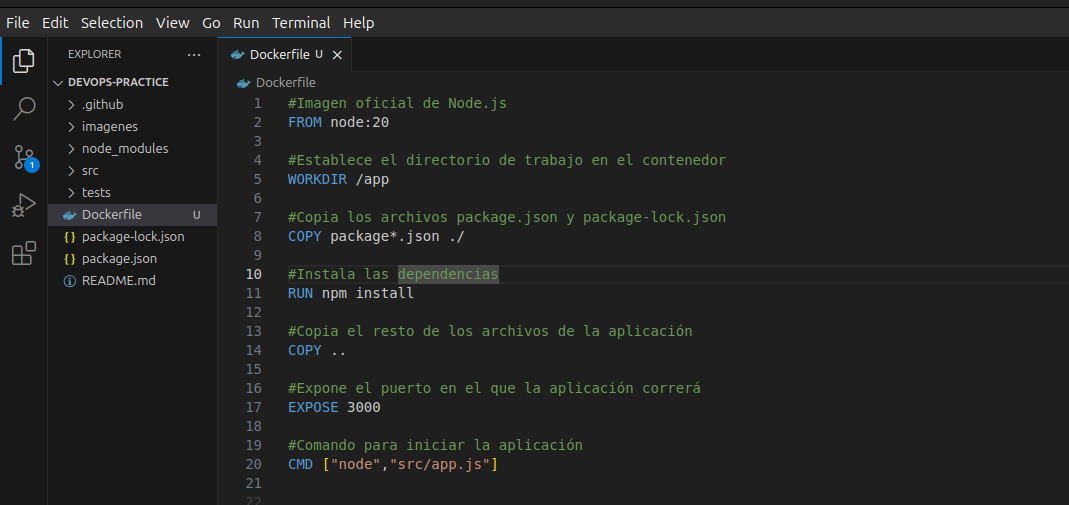 File Edit Selection View Go Run Terminal Help
EXPLORER ...
DEVOPS-PRACTICE
.github
imagenes
node_modules
src
tests
Dockerfile U
{} package-lock.json
{} package.json
README.md
1
Dockerfile U
Dockerfile
1 #Imagen oficial de Node.js
2 FROM node:20
3
4 #Establece el directorio de trabajo en el contenedor
5 WORKDIR /app
6
7 #Copia los archivos package.json y package-lock.json
8 COPY package*.json ./
9
10 #Instala las dependencias
11 RUN npm install
12
13 #Copia el resto de los archivos de la aplicación
14 COPY ..
15
16 #Expone el puerto en el que la aplicación correrá
17 EXPOSE 3000
18
19 #Comando para iniciar la aplicación
20 CMD ["node","src/app.js"]
21
22